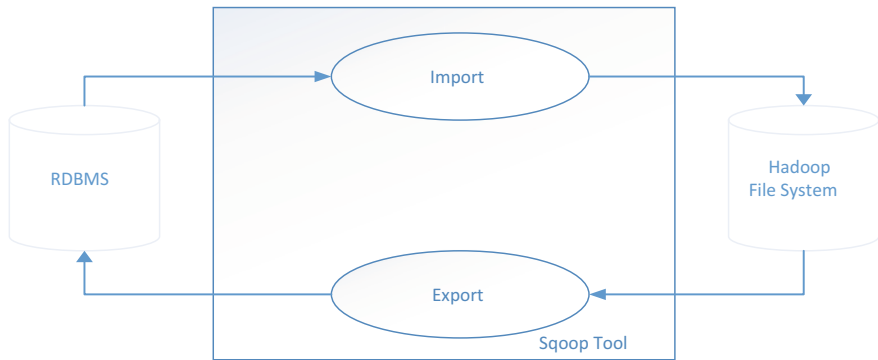 Import
RDBMS
Hadoop
File System
Export
Sqoop Tool